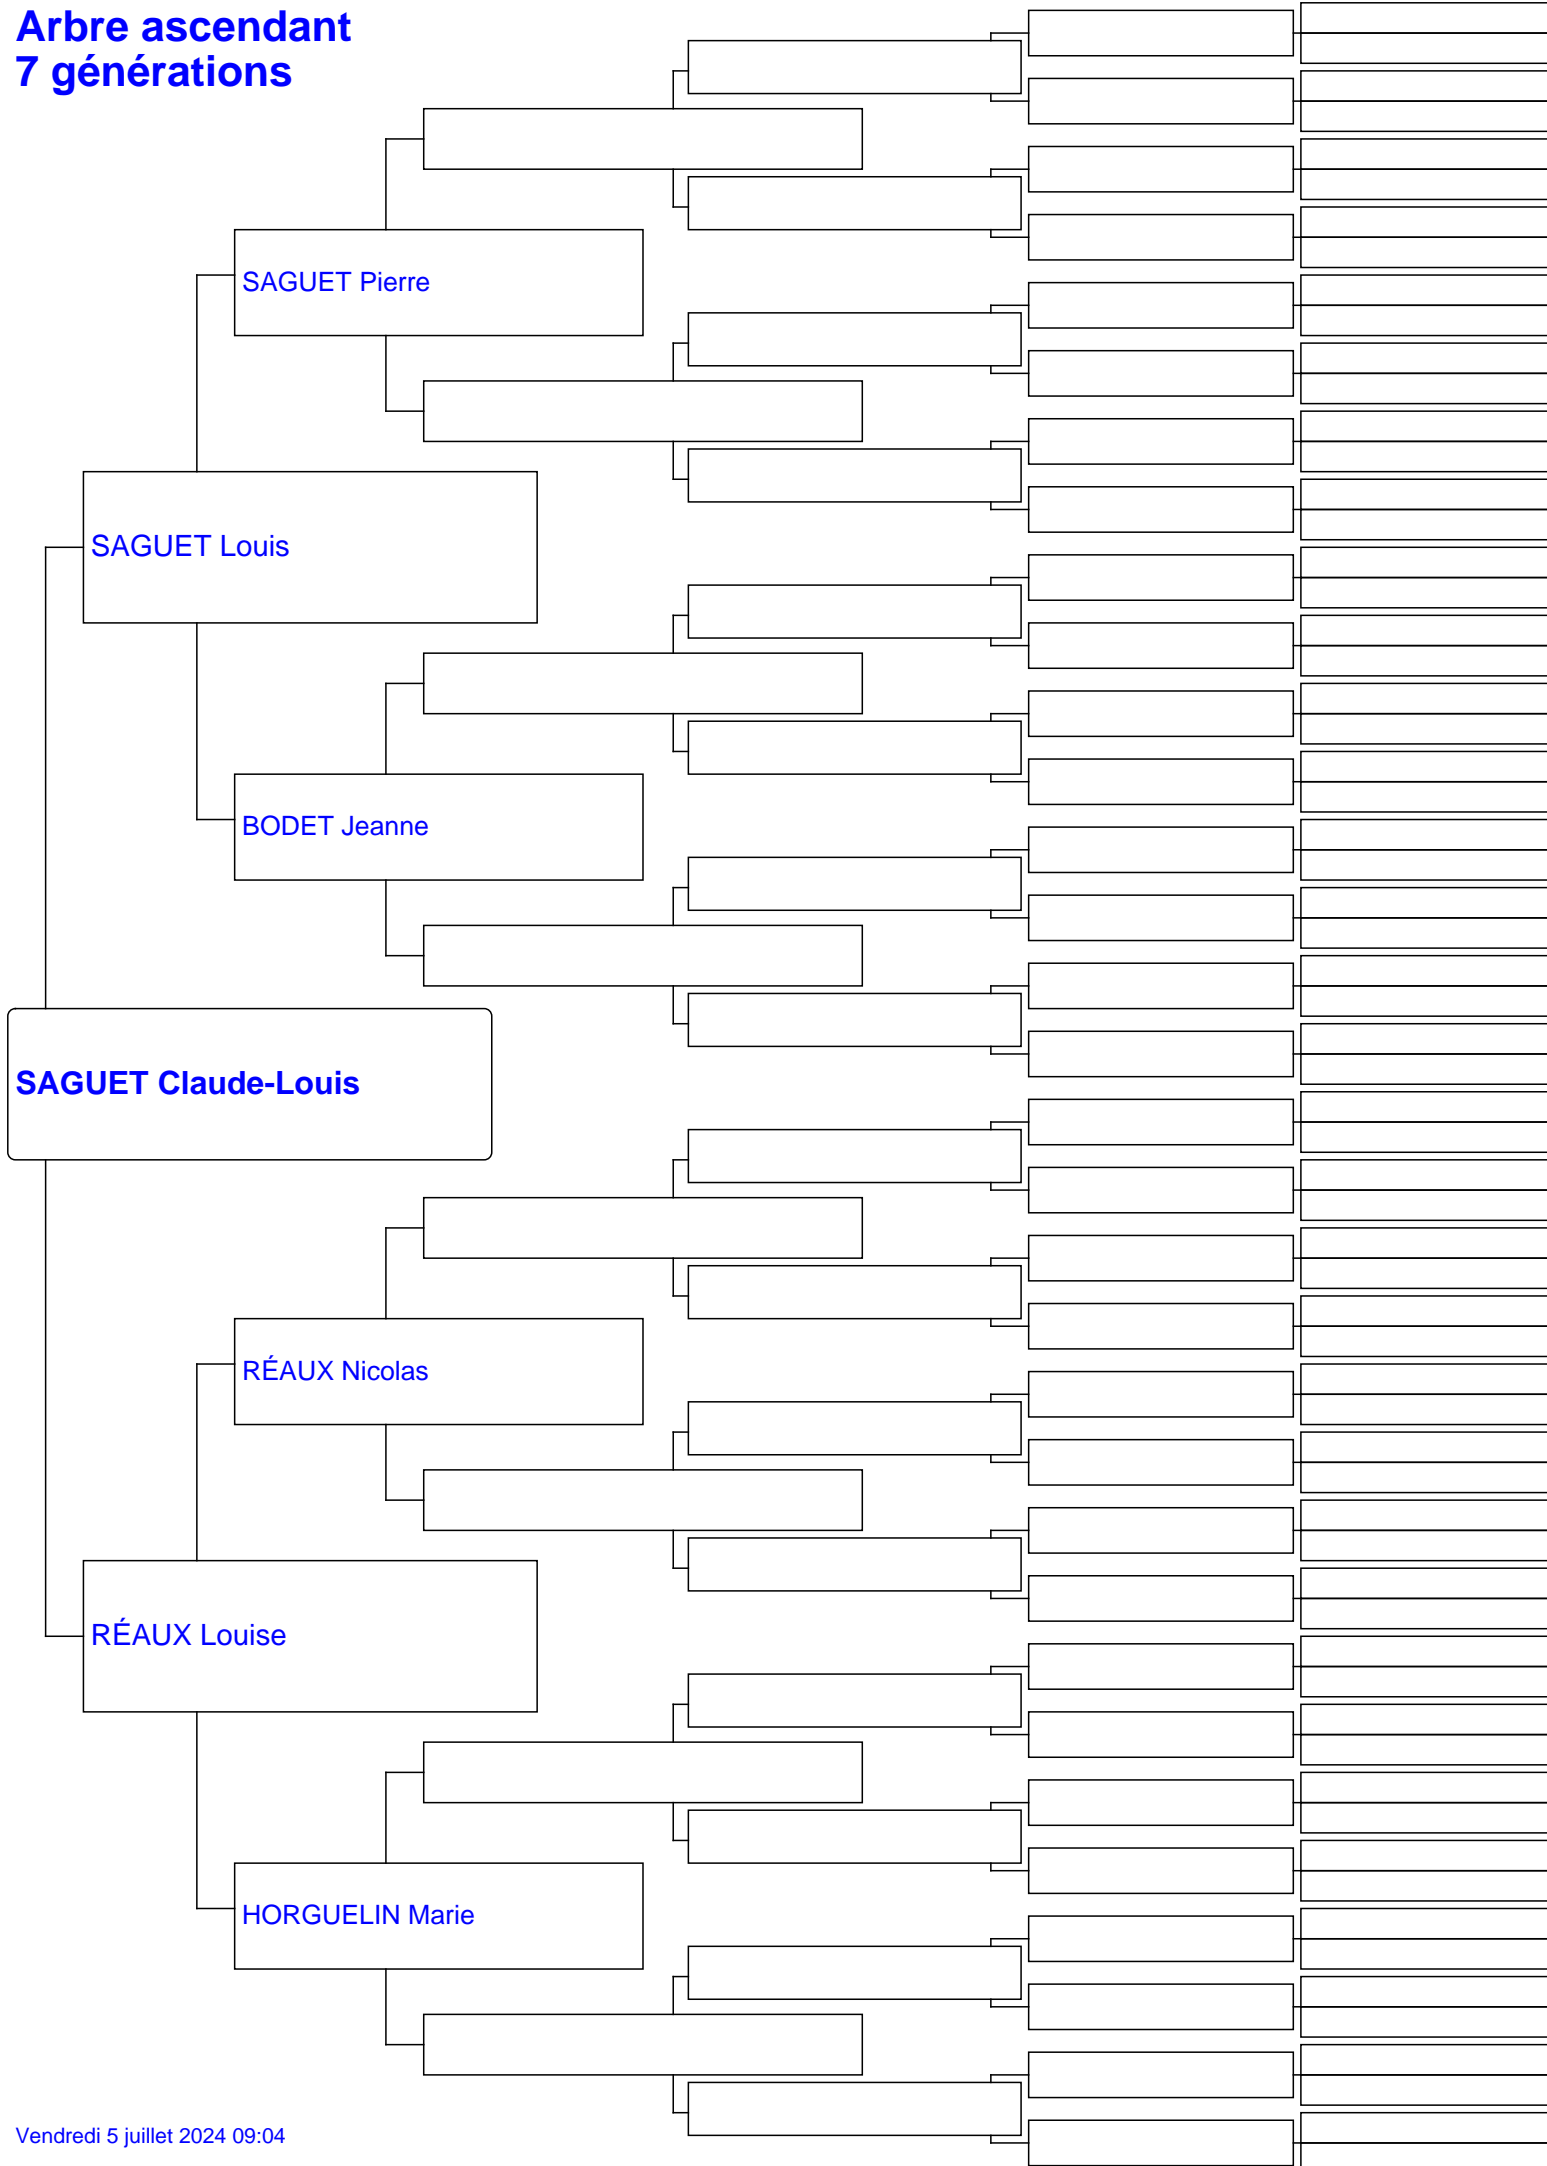 Arbre ascendant
7 générations
SAGUET Pierre
SAGUET Louis
BODET Jeanne
SAGUET Claude-Louis
RÉAUX Nicolas
RÉAUX Louise
HORGUELIN Marie
Vendredi 5 juillet 2024 09:04